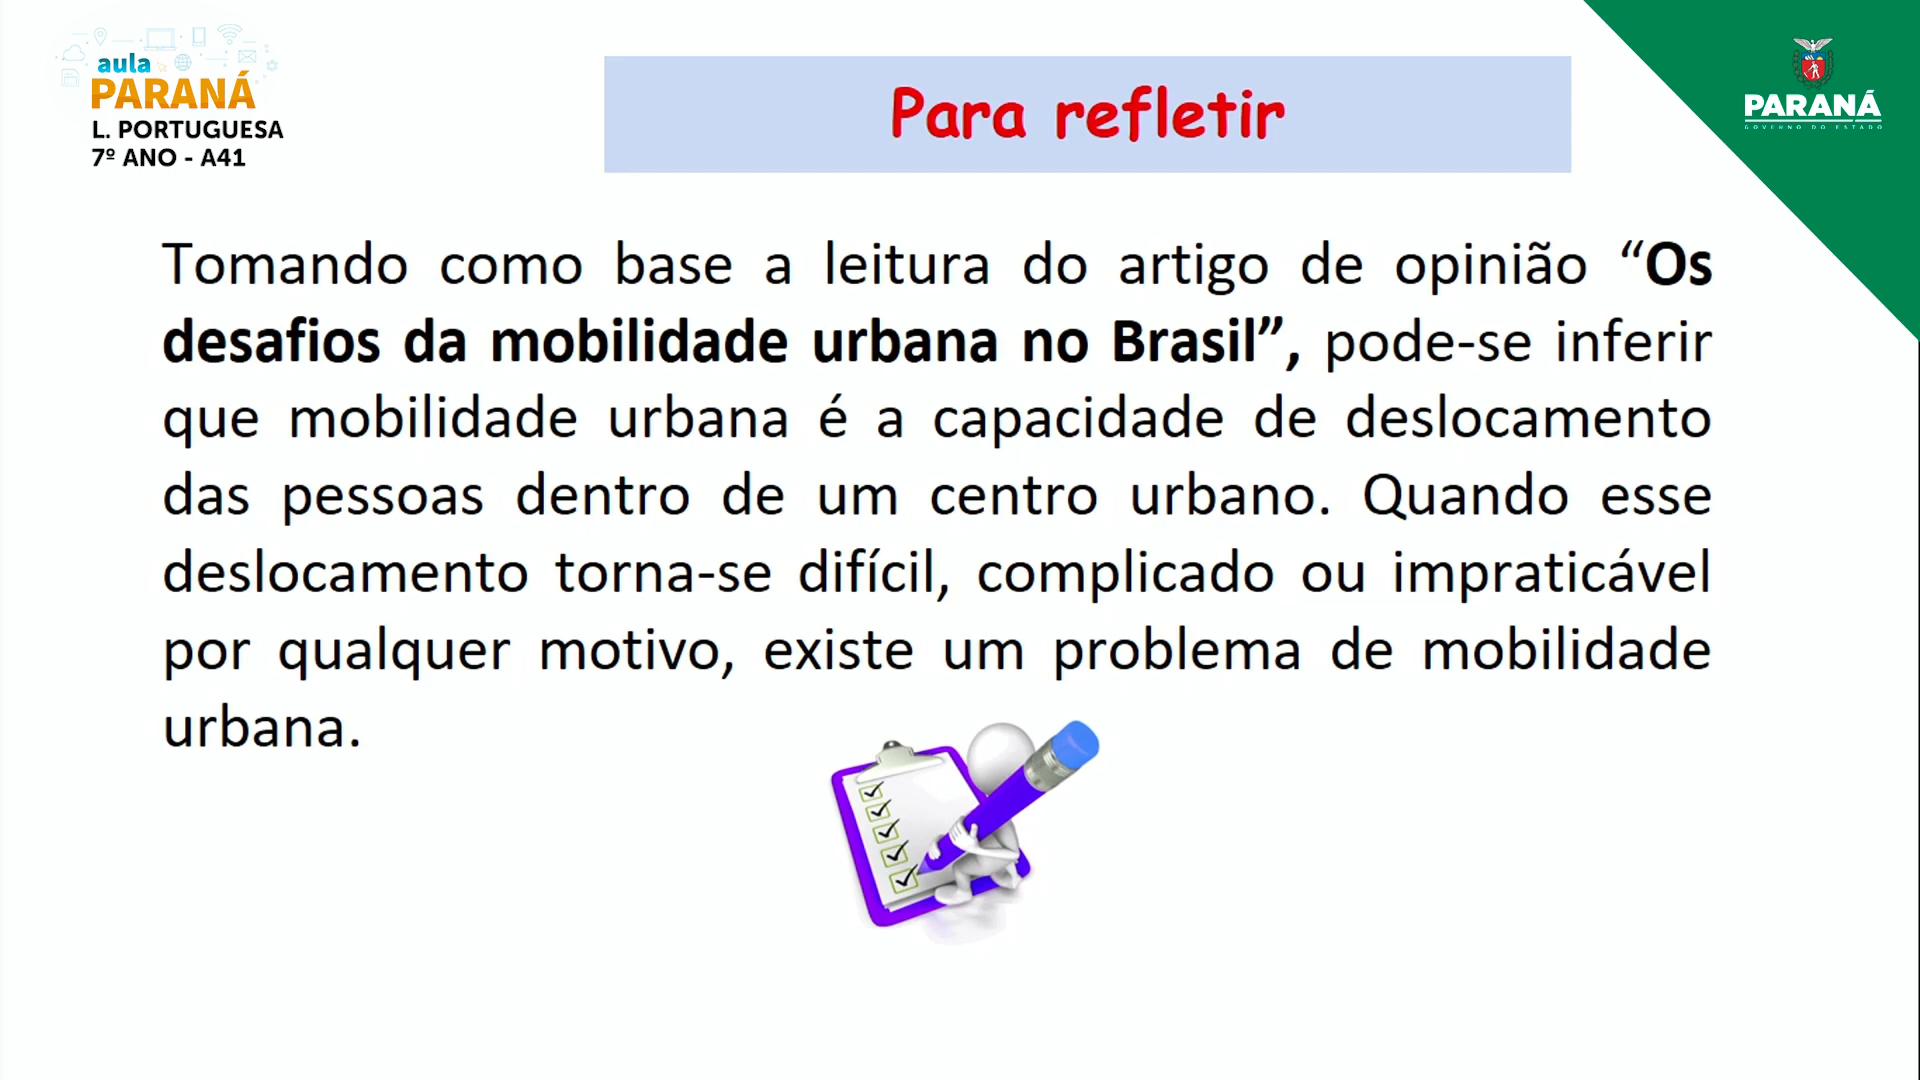 aula
PARANÁ
L. PORTUGUESA
7º ANO - A41
Para refletir
PARANÁ
GOVERNO DO ESTADO
Tomando como base a leitura do artigo de opinião “Os
desafios da mobilidade urbana no Brasil”, pode-se inferir
que mobilidade urbana é a capacidade de deslocamento
das pessoas dentro de um centro urbano. Quando esse
deslocamento torna-se difícil, complicado ou impraticável
por qualquer motivo, existe um problema de mobilidade
urbana.